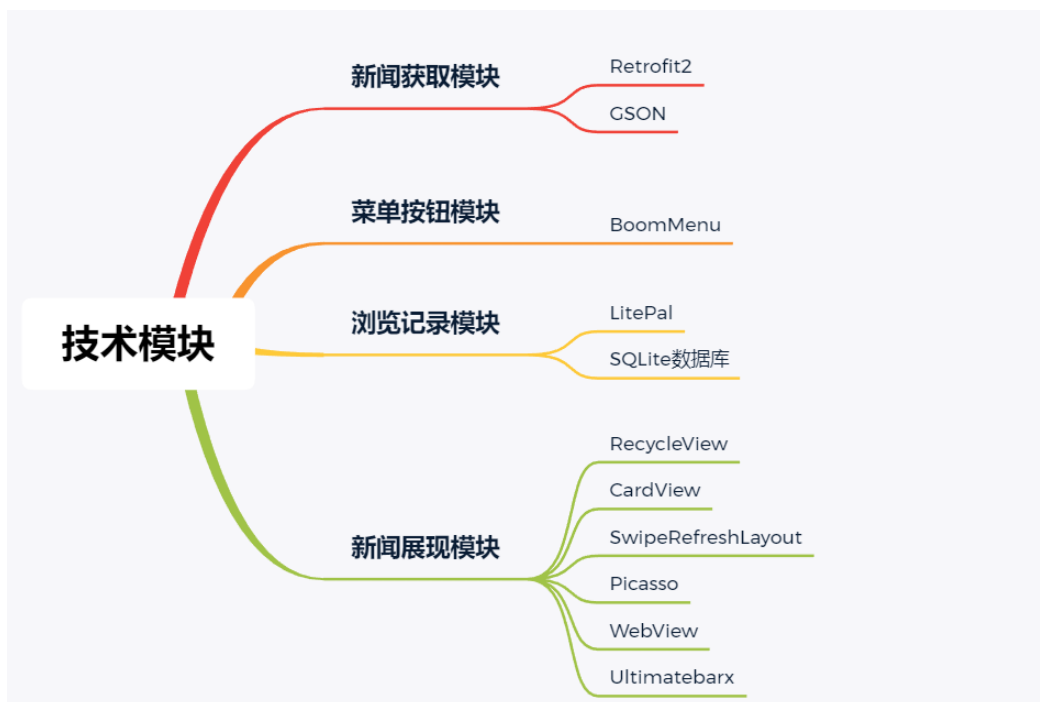 技术模块
新闻获取模块
Retrofit2
GSON
菜单按钮模块
BoomMenu
浏览记录模块
LitePal
SQLite数据库
新闻展现模块
RecycleView
CardView
SwipeRefreshLayout
Picasso
WebView
Ultimatebarx